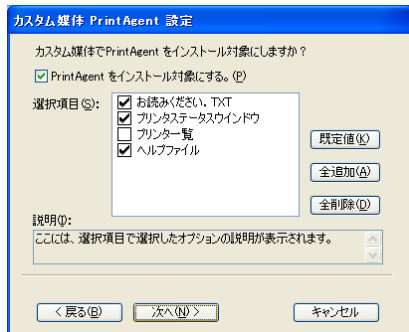 カスタム媒体 PrintAgent 設定
カスタム媒体でPrintAgent をインストール対象にしますか？
PrintAgent をインストール対象にする。(P)
選択項目(S):
お読みください.TXT
プリンタステータスウインドウ
プリンタ一覧
ヘルプファイル
既定値(K)
全追加(A)
全削除(D)
説明(I):
ここには、選択項目で選択したオプションの説明が表示されます。
< 戻る(B)
次へ(N) >
キャンセル